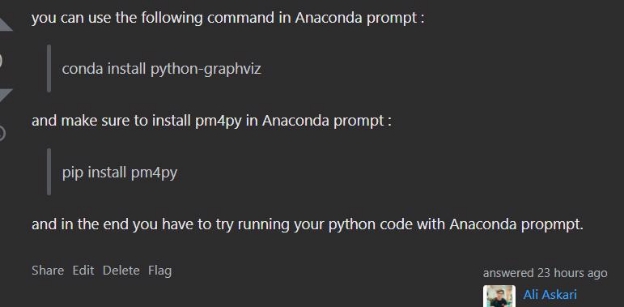 you can use the following command in Anaconda prompt :
conda install python-graphviz
and make sure to install pm4py in Anaconda prompt :
pip install pm4py
and in the end you have to try running your python code with Anaconda propmpt.
Share Edit Delete Flag
answered 23 hours ago
Ali Askari